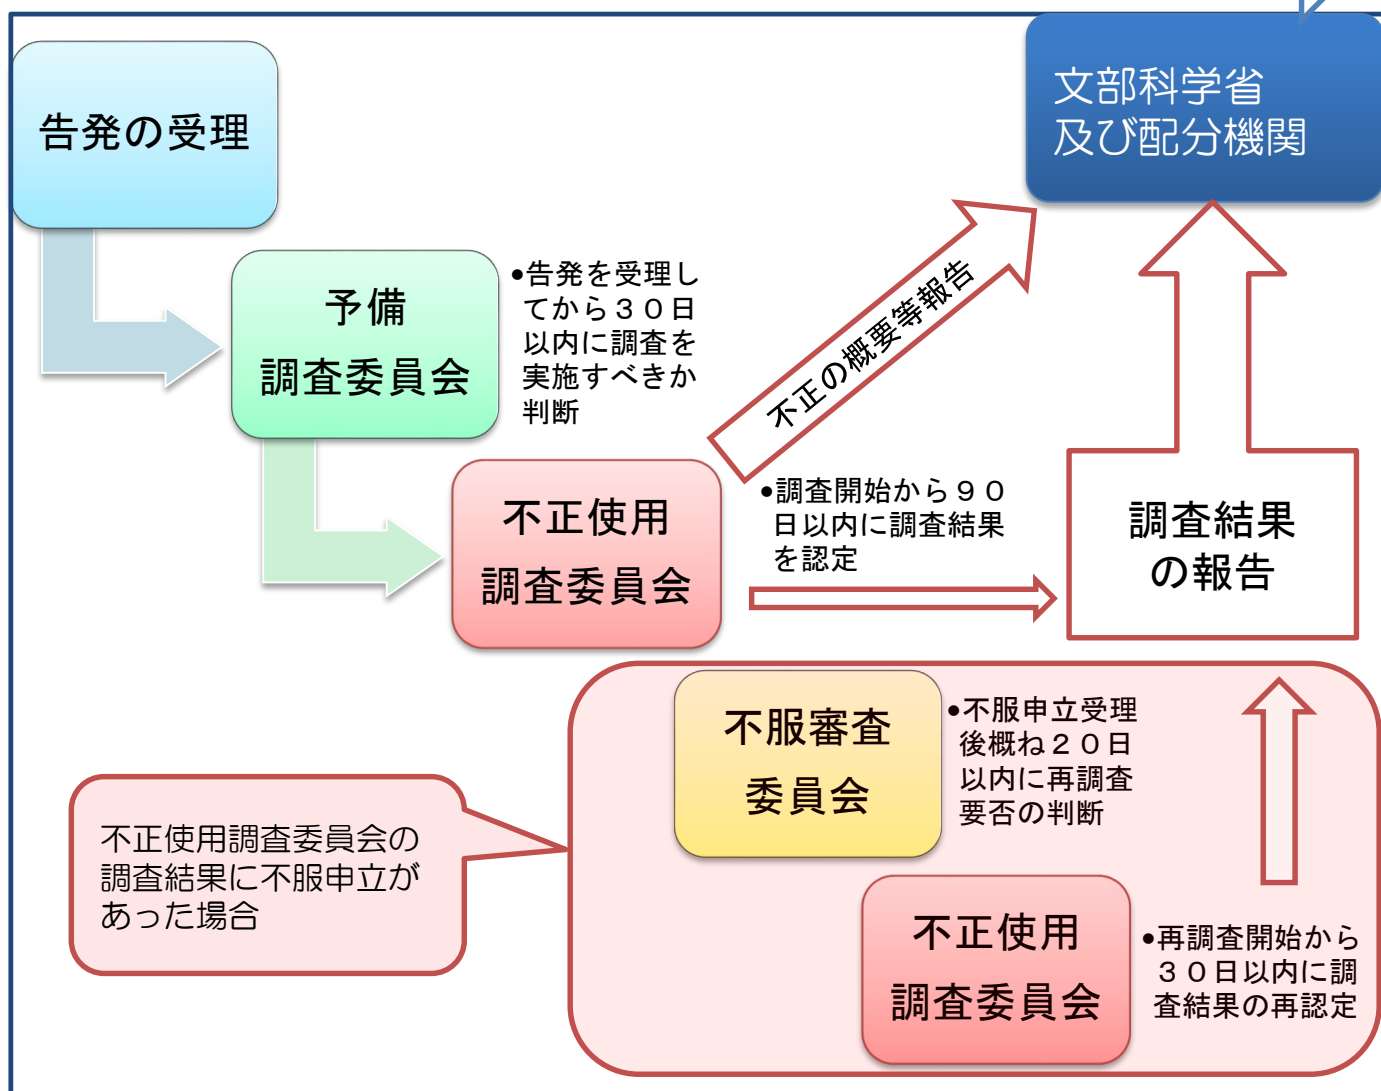 告発の受理
文部科学省
及び配分機関
予備
調査委員会
●告発を受理し
てから３０日
以内に調査を
実施すべきか
判断
不正の概要等報告
不正使用
調査委員会
●調査開始から９０
日以内に調査結果
を認定
調査結果
の報告
不服審査
委員会
●不服申立受理
後概ね２０日
以内に再調査
要否の判断
不正使用調査委員会の
調査結果に不服申立が
あった場合
不正使用
調査委員会
●再調査開始から
３０日以内に調
査結果の再認定